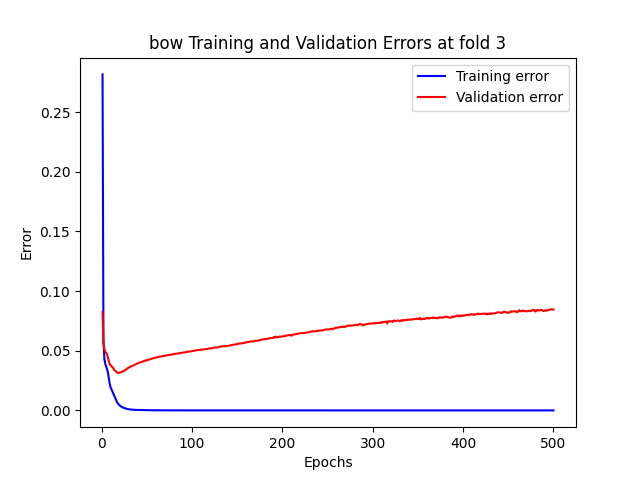 bow Training and Validation Errors at fold 3
Training error
Validation error
Error
0.25
0.20
0.15
0.10
0.05
0.00
0
100
200
300
400
500
Epochs